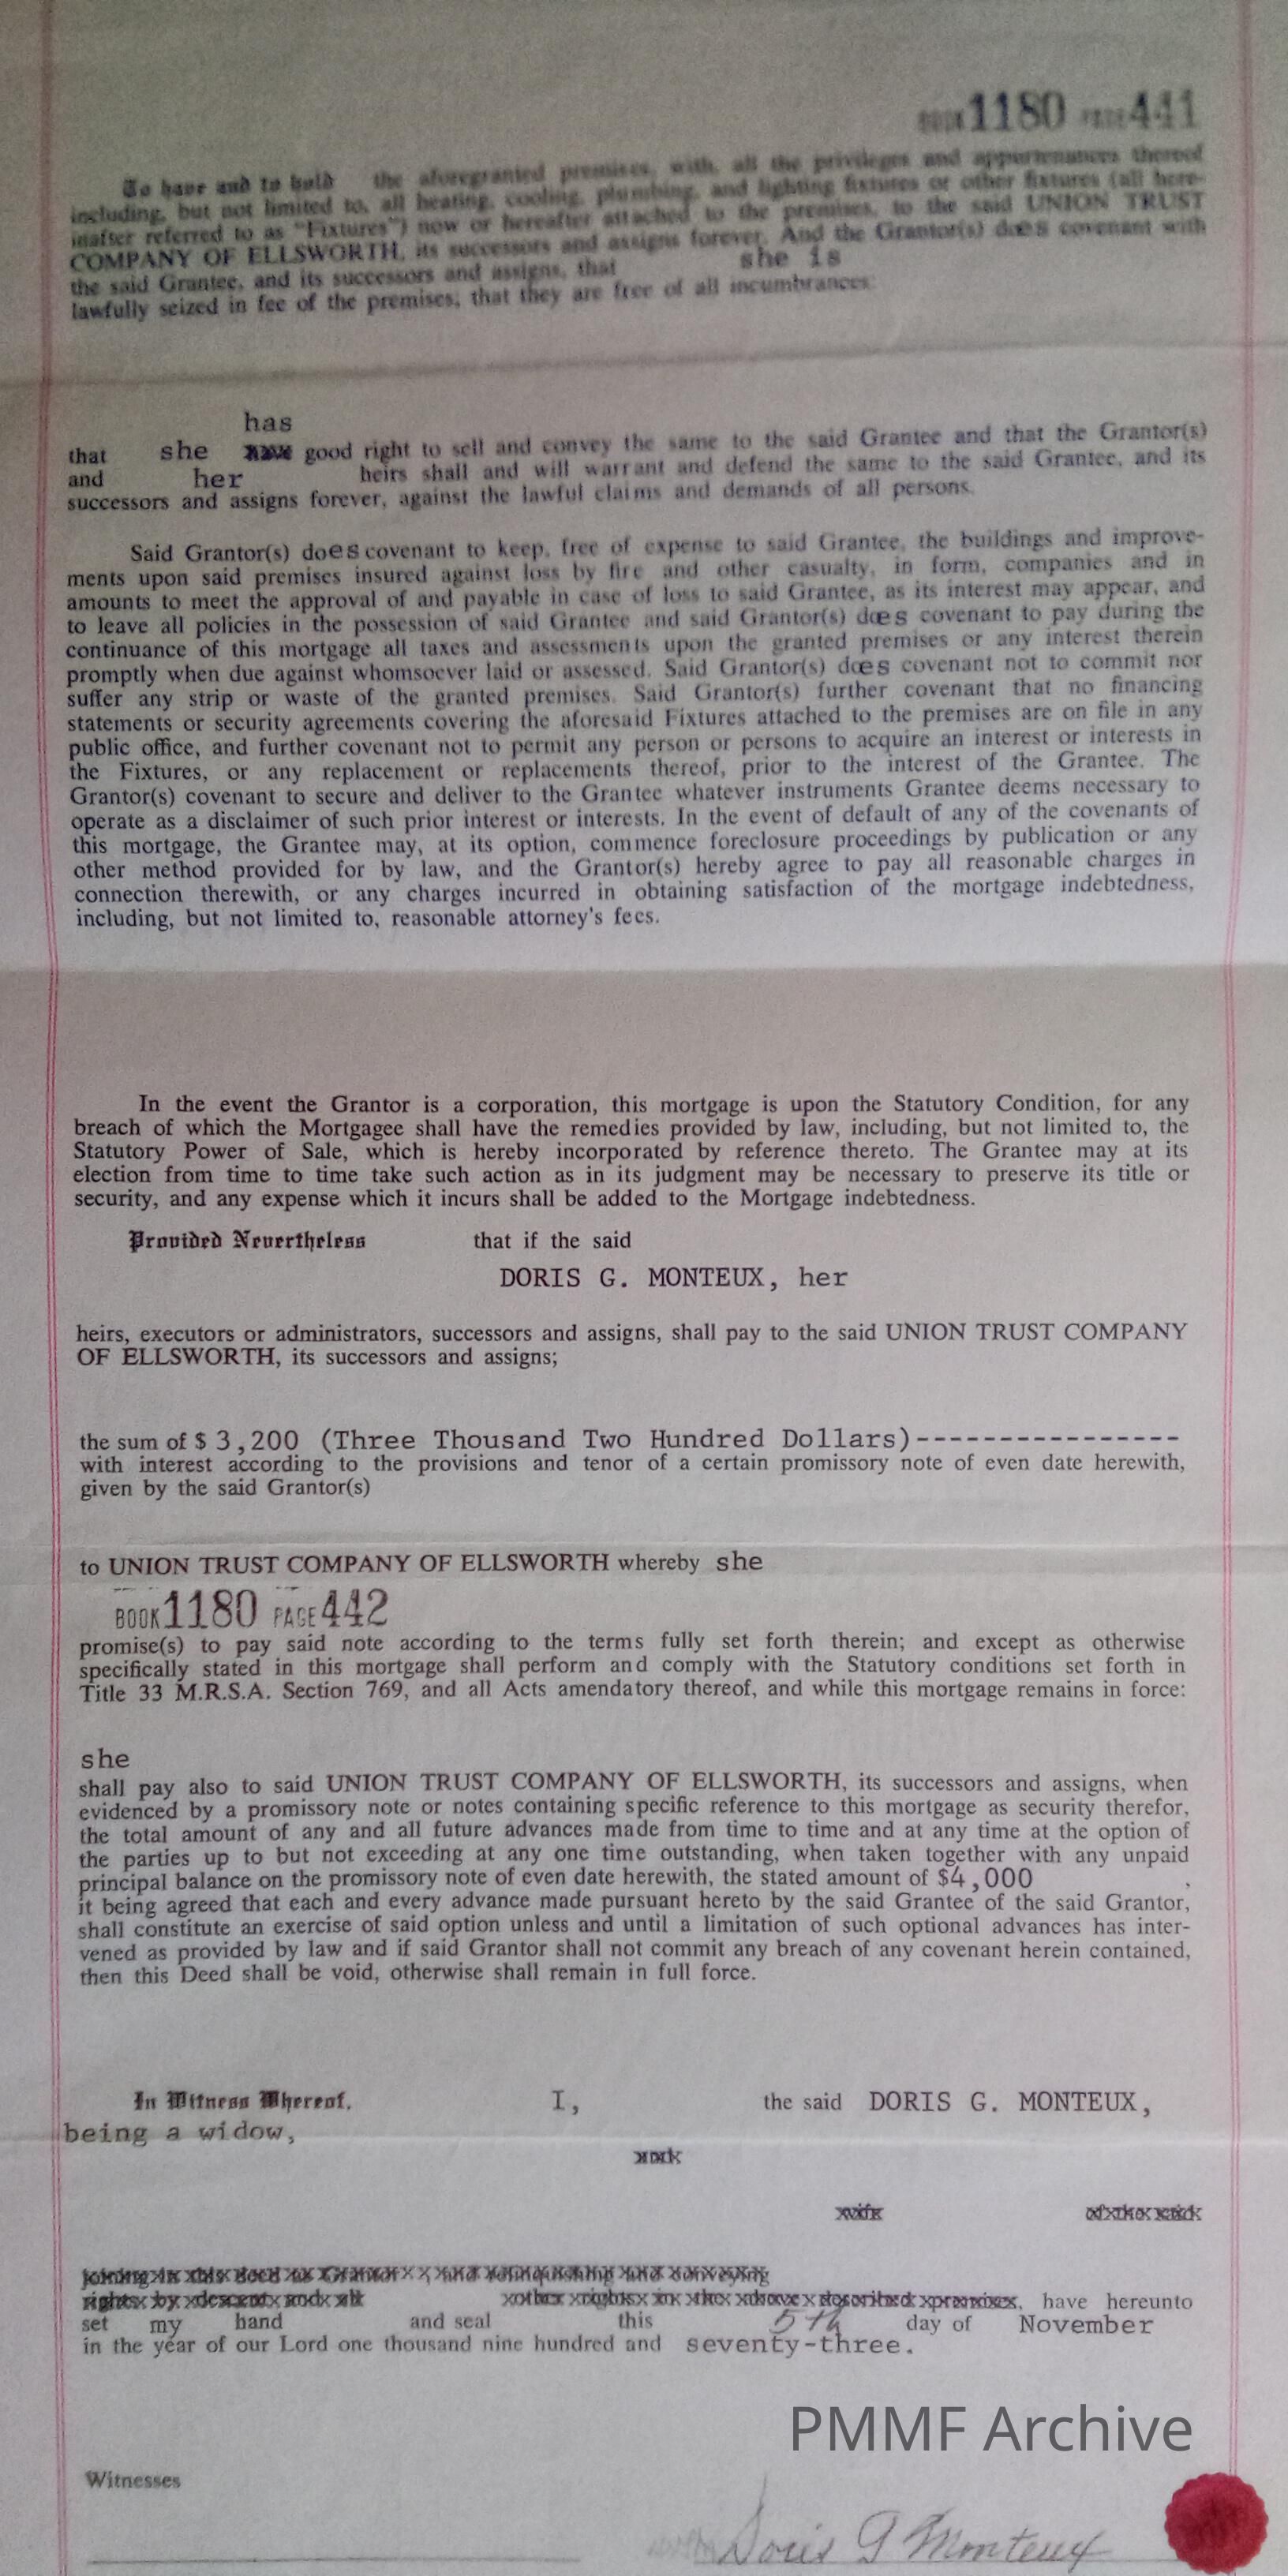 BOOK 1180 PAGE 441
To have and to hold the aforegranted premises, with, all the privileges and appurtenances thereof
including, but not limited to, all heating, cooling, plumbing, and lighting fixtures or other fixtures (all here-
inafter referred to as "Fixtures") now or hereafter attached to the premises, to the said UNION TRUST
COMPANY OF ELLSWORTH, its successors and assigns forever. And the Grantor(s) does covenant with
the said Grantee, and its successors and assigns, that she is
lawfully seized in fee of the premises; that they are free of all incumbrances:
has
that she good right to sell and convey the same to the said Grantee and that the Grantor(s)
and her heirs shall and will warrant and defend the same to the said Grantee, and its
successors and assigns forever, against the lawful claims and demands of all persons.
Said Grantor(s) does covenant to keep, free of expense to said Grantee, the buildings and improve-
ments upon said premises insured against loss by fire and other casualty, in form, companies and in
amounts to meet the approval of and payable in case of loss to said Grantee, as its interest may appear, and
to leave all policies in the possession of said Grantee and said Grantor(s) does covenant to pay during the
continuance of this mortgage all taxes and assessments upon the granted premises or any interest therein
promptly when due against whomsoever laid or assessed. Said Grantor(s) does covenant not to commit nor
suffer any strip or waste of the granted premises. Said Grantor(s) further covenant that no financing
statements or security agreements covering the aforesaid Fixtures attached to the premises are on file in any
public office, and further covenant not to permit any person or persons to acquire an interest or interests in
the Fixtures, or any replacement or replacements thereof, prior to the interest of the Grantee. The
Grantor(s) covenant to secure and deliver to the Grantee whatever instruments Grantee deems necessary to
operate as a disclaimer of such prior interest or interests. In the event of default of any of the covenants of
this mortgage, the Grantee may, at its option, commence foreclosure proceedings by publication or any
other method provided for by law, and the Grantor(s) hereby agree to pay all reasonable charges in
connection therewith, or any charges incurred in obtaining satisfaction of the mortgage indebtedness,
including, but not limited to, reasonable attorney's fees.
In the event the Grantor is a corporation, this mortgage is upon the Statutory Condition, for any
breach of which the Mortgagee shall have the remedies provided by law, including, but not limited to, the
Statutory Power of Sale, which is hereby incorporated by reference thereto. The Grantee may at its
election from time to time take such action as in its judgment may be necessary to preserve its title or
security, and any expense which it incurs shall be added to the Mortgage indebtedness.
Provided Nevertheless that if the said
DORIS G. MONTEUX, her
heirs, executors or administrators, successors and assigns, shall pay to the said UNION TRUST COMPANY
OF ELLSWORTH, its successors and assigns;
the sum of $ 3,200 (Three Thousand Two Hundred Dollars)----------------
with interest according to the provisions and tenor of a certain promissory note of even date herewith,
given by the said Grantor(s)
to UNION TRUST COMPANY OF ELLSWORTH whereby she
BOOK 1180 PAGE 442
promise(s) to pay said note according to the terms fully set forth therein; and except as otherwise
specifically stated in this mortgage shall perform and comply with the Statutory conditions set forth in
Title 33 M.R.S.A. Section 769, and all Acts amendatory thereof, and while this mortgage remains in force:
she
shall pay also to said UNION TRUST COMPANY OF ELLSWORTH, its successors and assigns, when
evidenced by a promissory note or notes containing specific reference to this mortgage as security therefor,
the total amount of any and all future advances made from time to time and at any time at the option of
the parties up to but not exceeding at any one time outstanding, when taken together with any unpaid
principal balance on the promissory note of even date herewith, the stated amount of $4,000 ,
it being agreed that each and every advance made pursuant hereto by the said Grantee of the said Grantor,
shall constitute an exercise of said option unless and until a limitation of such optional advances has inter-
vened as provided by law and if said Grantor shall not commit any breach of any covenant herein contained,
then this Deed shall be void, otherwise shall remain in full force.
In Witness Whereof, I, the said DORIS G. MONTEUX,
being a widow,
wife
of the said
joining in this deed as Grantor , and relinquishing and conveying
rights by descent and all other rights in the above described premises, have hereunto
set my hand and seal this 5th day of November
in the year of our Lord one thousand nine hundred and seventy-three.
PMMF Archive
Witnesses
Doris G Monteux